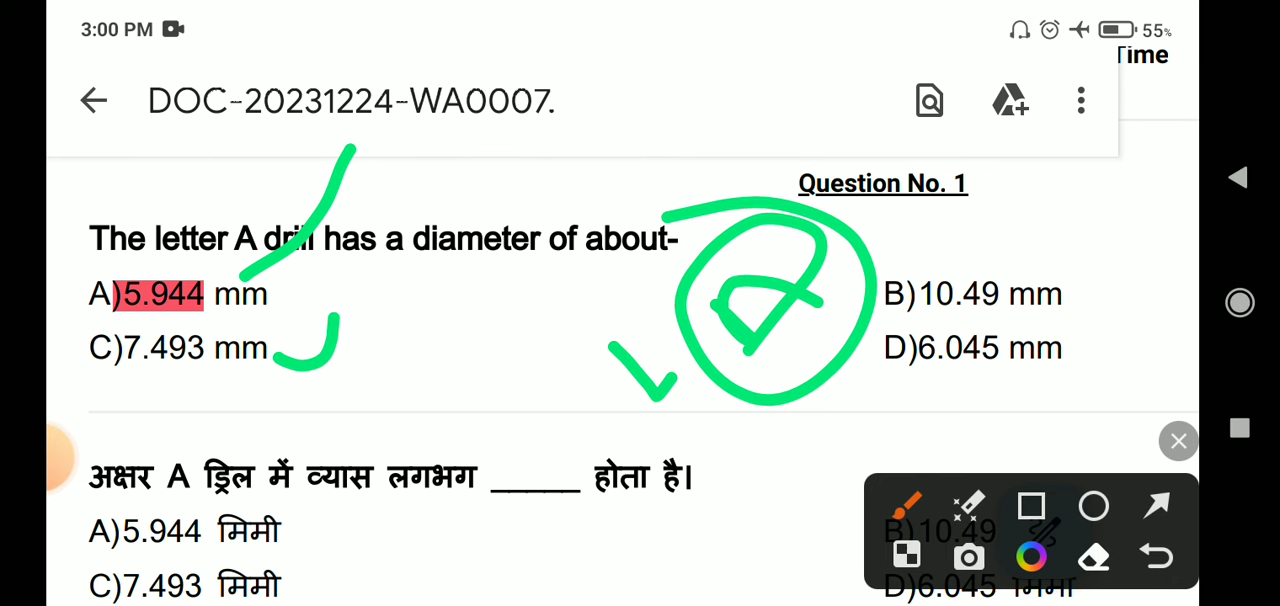 3:00 PM 55%
Time
DOC-20231224-WA0007.
Question No. 1
The letter A drill has a diameter of about-
A)5.944 mm B)10.49 mm
C)7.493 mm D)6.045 mm
अक्षर A ड्रिल में व्यास लगभग _____ होता है।
A)5.944 मिमी B)10.49
C)7.493 मिमी D)6.045 मिमी